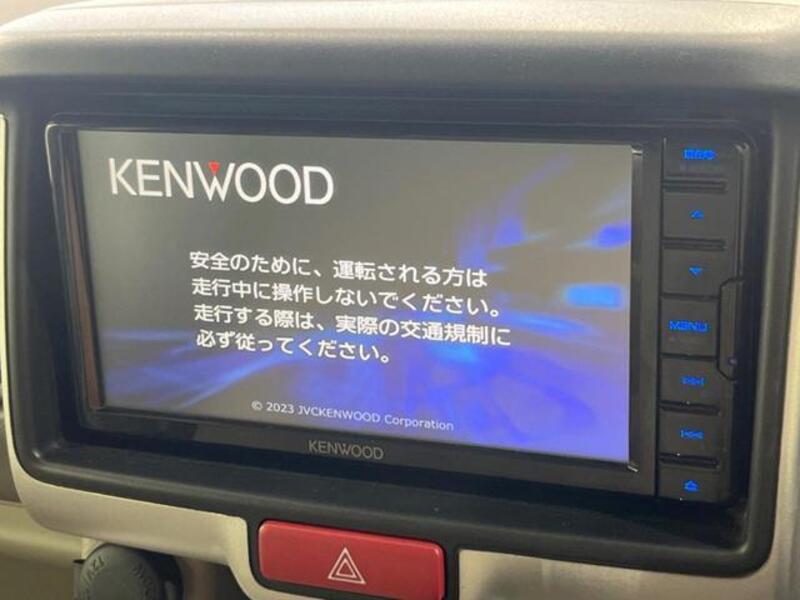 KENWOOD
安全のために、運転される方は
走行中に操作しないでください。
走行する際は、実際の交通規制に
必ず従ってください。
© 2023 JVCKENWOOD Corporation
KENWOOD
MENU